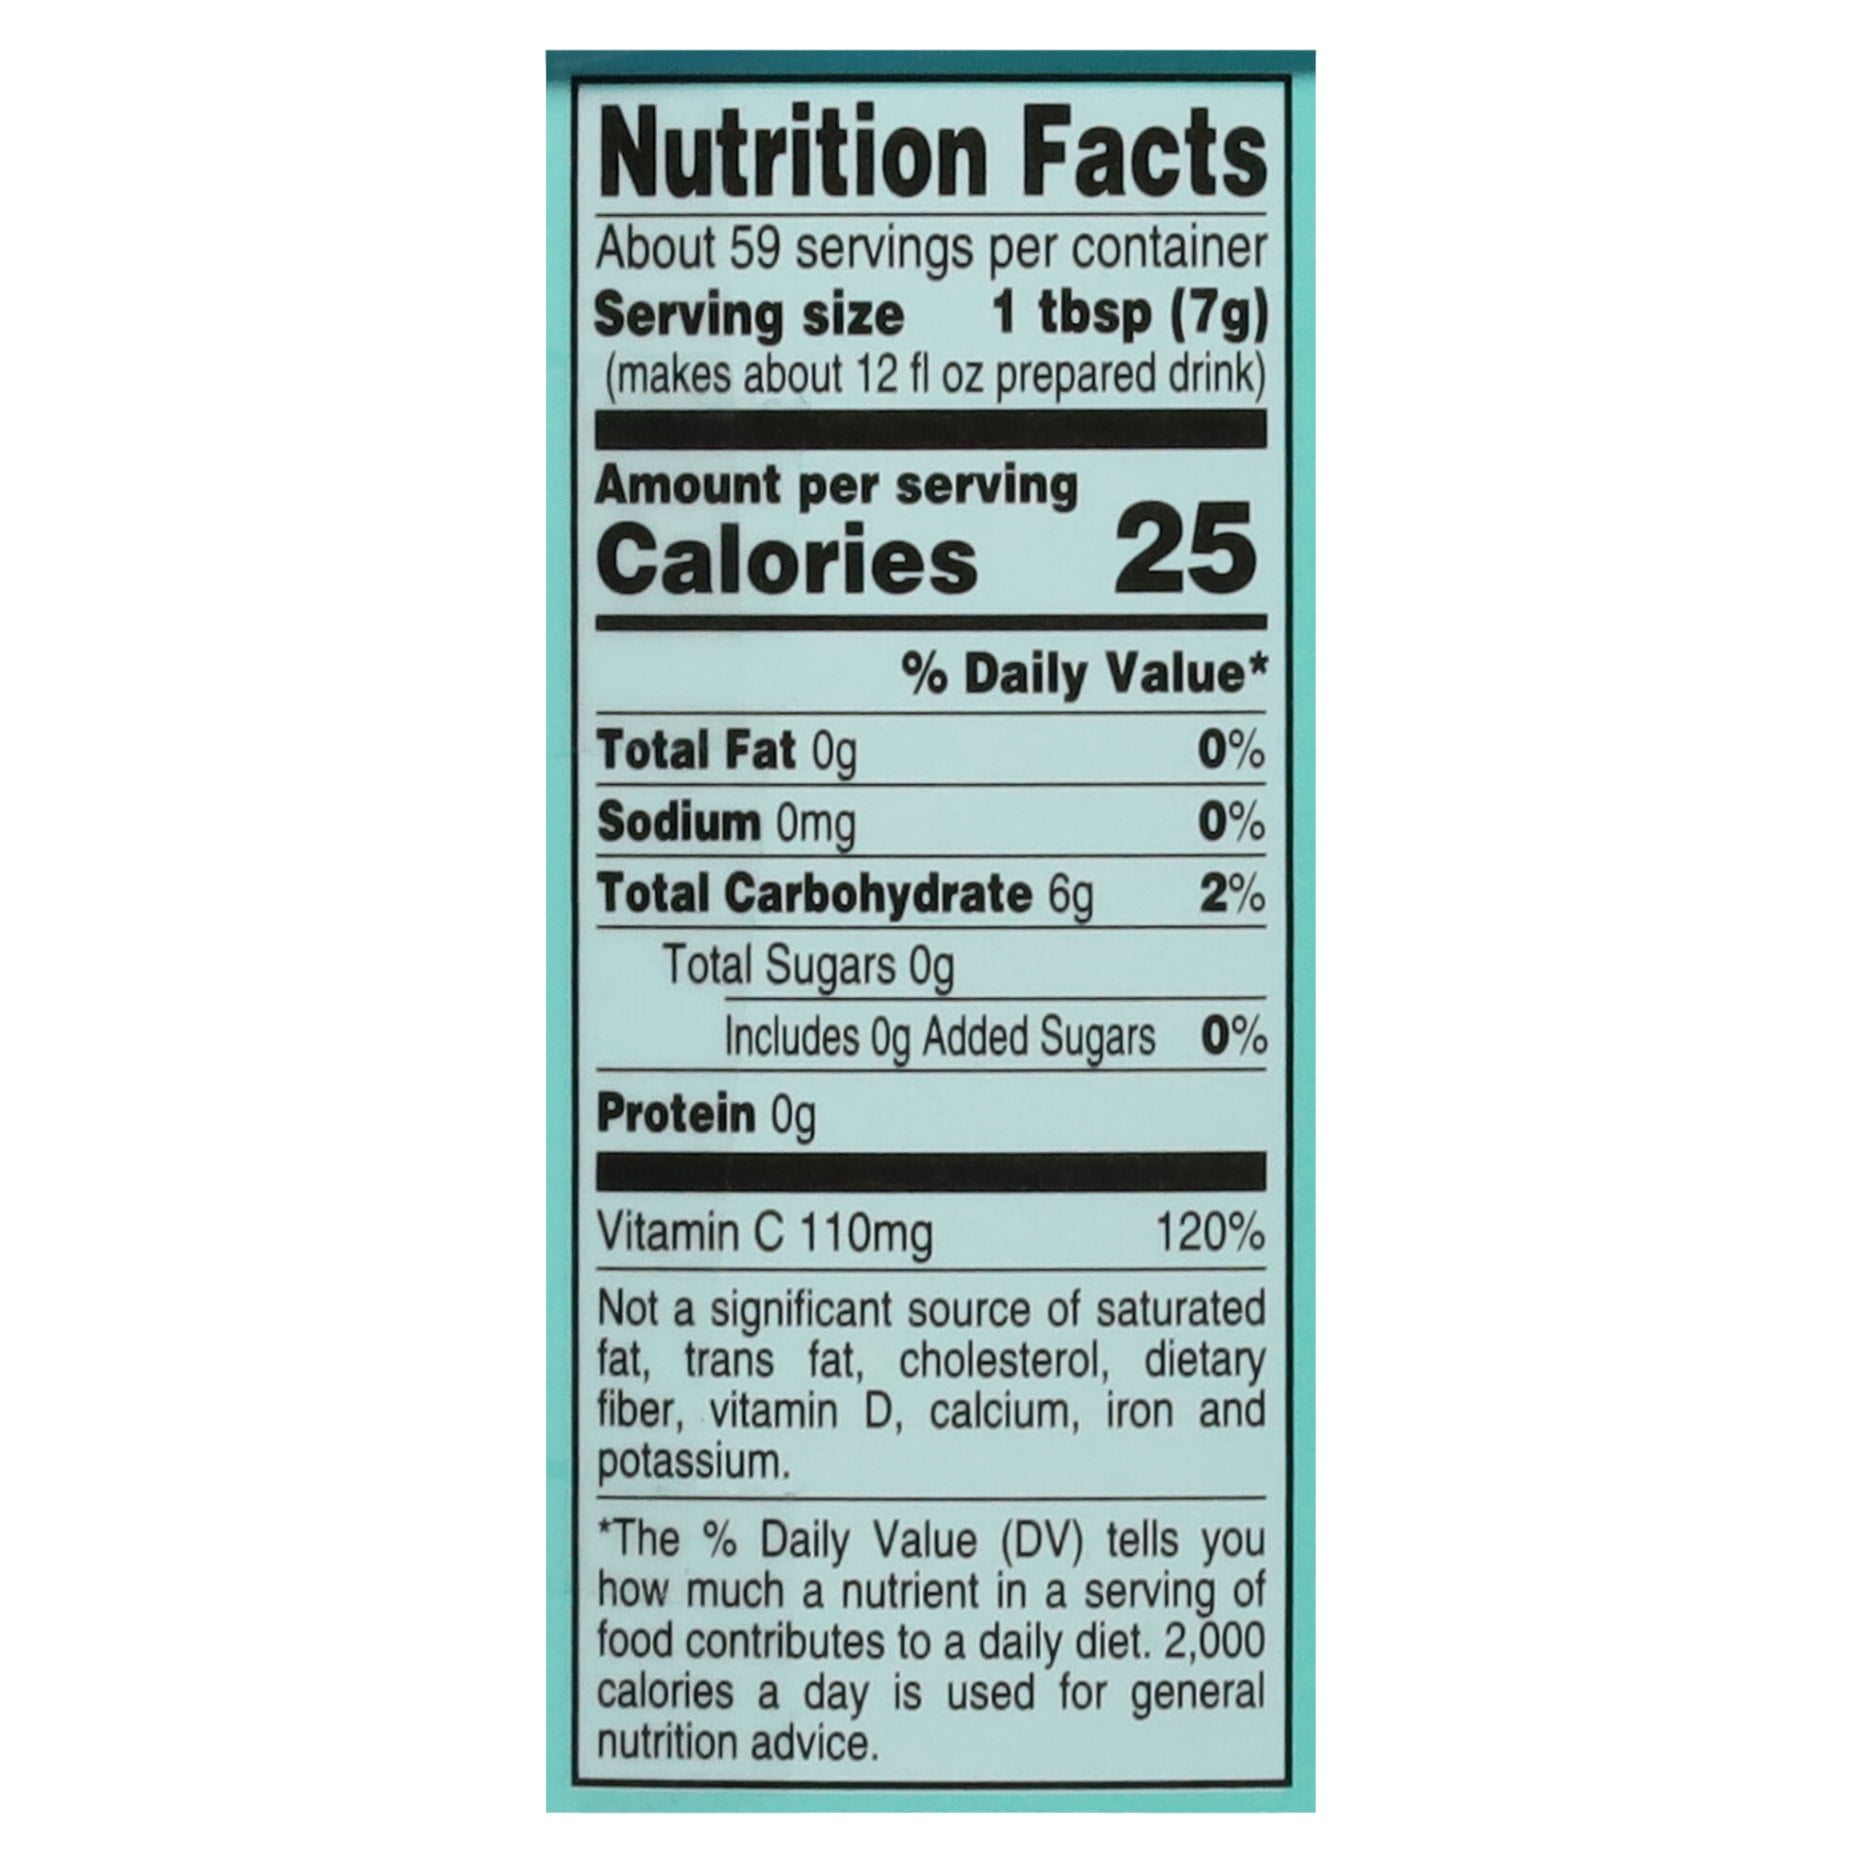 Nutrition Facts
About 59 servings per container
Serving size 1 tbsp (7g)
(makes about 12 fl oz prepared drink)
Amount per serving
Calories 25
% Daily Value*
Total Fat 0g 0%
Sodium 0mg 0%
Total Carbohydrate 6g 2%
Total Sugars 0g
Includes 0g Added Sugars 0%
Protein 0g
Vitamin C 110mg 120%
Not a significant source of saturated
fat, trans fat, cholesterol, dietary
fiber, vitamin D, calcium, iron and
potassium.
*The % Daily Value (DV) tells you
how much a nutrient in a serving of
food contributes to a daily diet. 2,000
calories a day is used for general
nutrition advice.